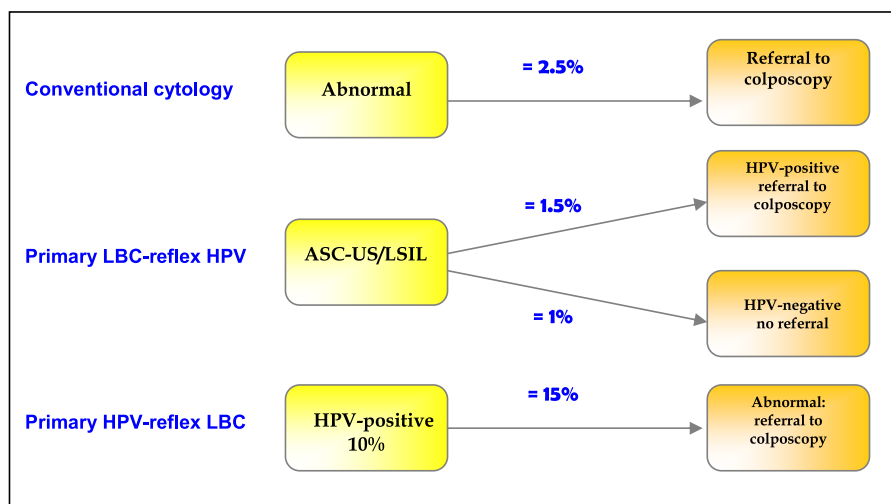 Conventional cytology
Abnormal
= 2.5%
Referral to
colposcopy
Primary LBC-reflex HPV
ASC-US/LSIL
= 1.5%
HPV-positive
referral to
colposcopy
= 1%
HPV-negative
no referral
Primary HPV-reflex LBC
HPV-positive
10%
= 15%
Abnormal:
referral to
colposcopy